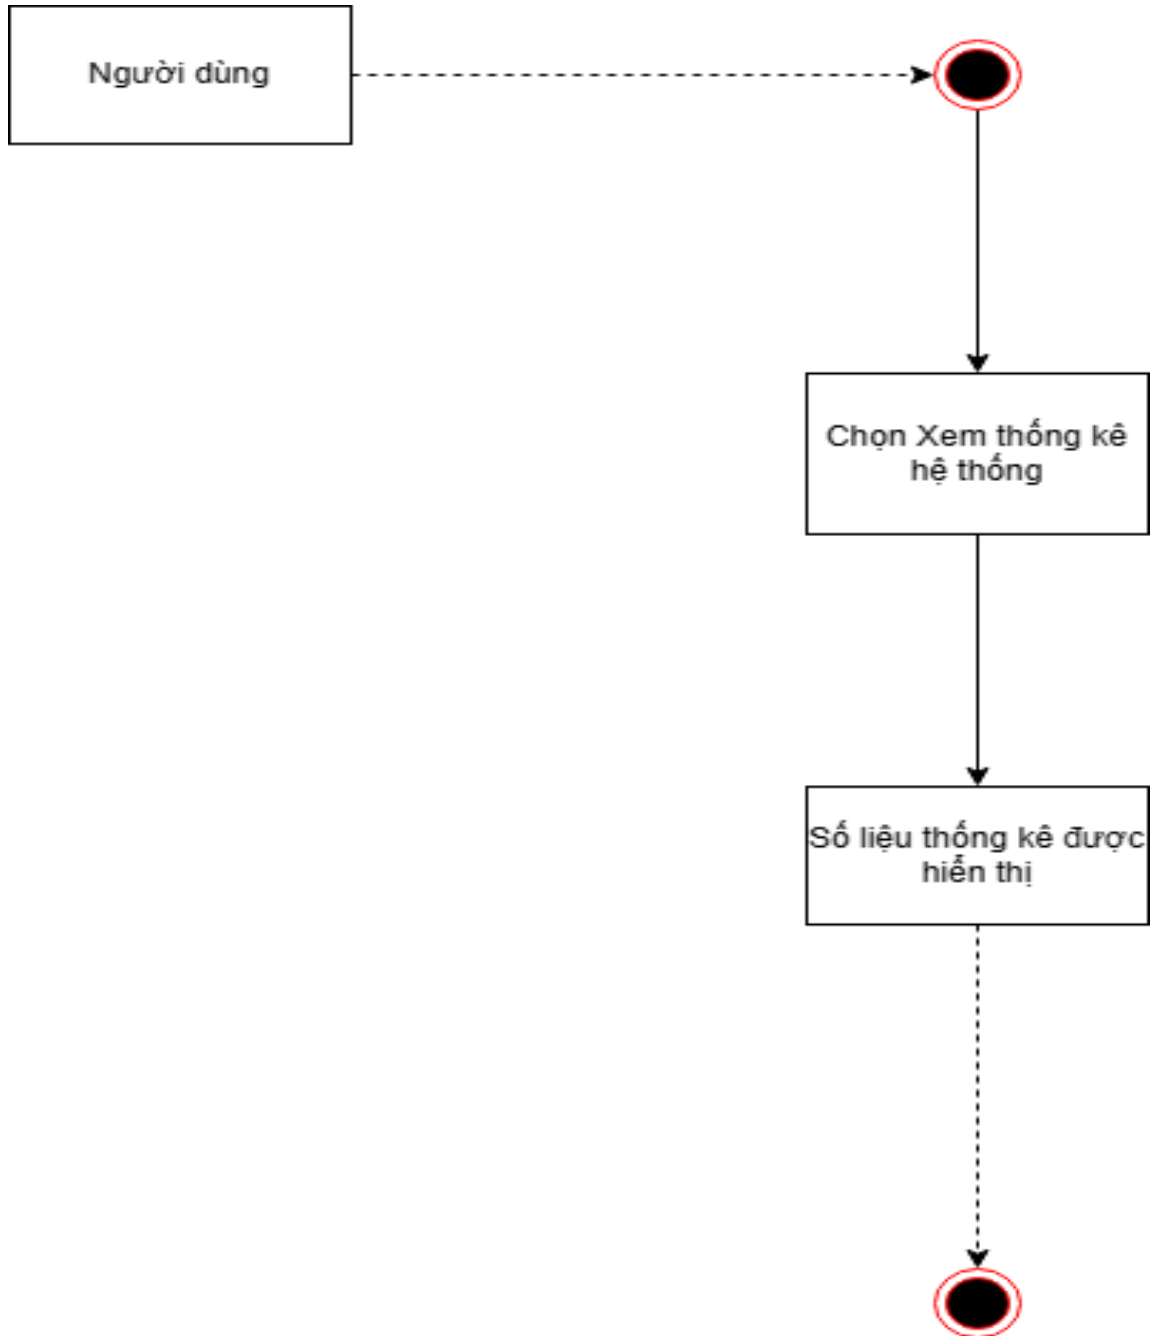 Người dùng
Chọn Xem thống kê
hệ thống
Số liệu thống kê được
hiển thị